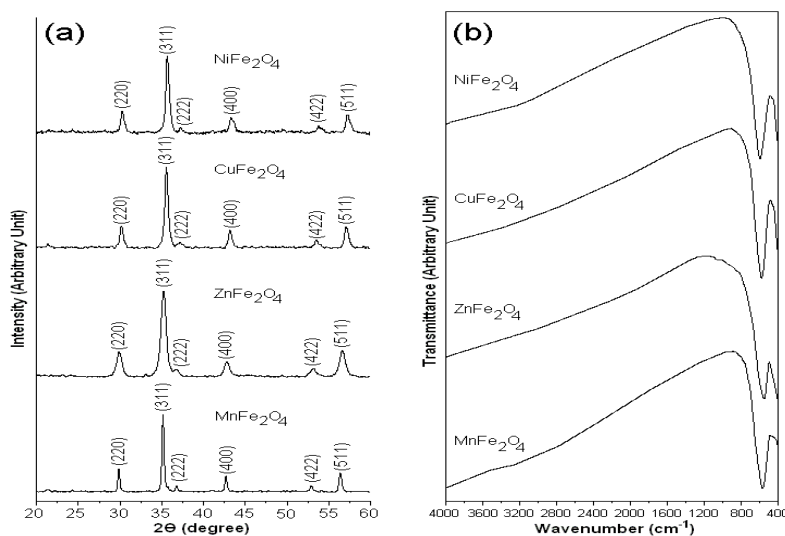 (a)
Intensity (Arbitrary Unit)
NiFe2O4
(220)
(311)
(222)
(400)
(422)
(511)
CuFe2O4
(220)
(311)
(222)
(400)
(422)
(511)
ZnFe2O4
(220)
(311)
(222)
(400)
(422)
(511)
MnFe2O4
(220)
(311)
(222)
(400)
(422)
(511)
20 25 30 35 40 45 50 55 60
2Θ (degree)
(b)
Transmittance (Arbitrary Unit)
NiFe2O4
CuFe2O4
ZnFe2O4
MnFe2O4
4000 3600 3200 2800 2400 2000 1600 1200 800 400
Wavenumber (cm-1)